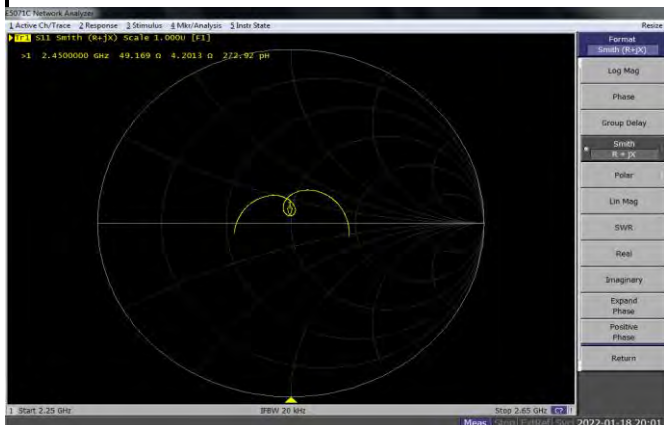 E5071C Network Analyzer
1 Active Ch/Trace 2 Response 3 Stimulus 4 Mkr/Analysis 5 Instr State
Resize
Tr1 S11 Smith (R+jX) Scale 1.000U [F1]
>1 2.4500000 GHz 49.169 Ω 4.2013 Ω 272.92 pH
Format
Smith (R+jX)
Log Mag
Phase
Group Delay
Smith
R + jX
Polar
Lin Mag
SWR
Real
Imaginary
Expand
Phase
Positive
Phase
Return
1 Start 2.25 GHz
IFBW 20 kHz
Stop 2.65 GHz C? !
Meas Stop ExtRef Svc 2022-01-18 20:01